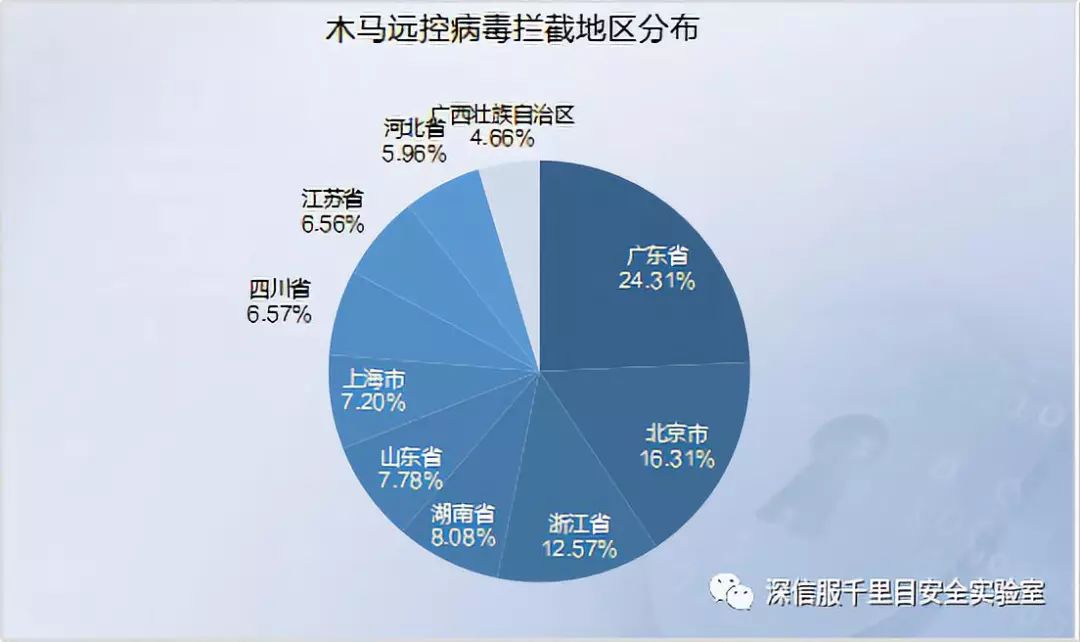 木马远控病毒拦截地区分布
广西壮族自治区
4.66%
河北省
5.96%
江苏省
6.56%
四川省
6.57%
上海市
7.20%
山东省
7.78%
湖南省
8.08%
浙江省
12.57%
北京市
16.31%
广东省
24.31%
深信服千里目安全实验室